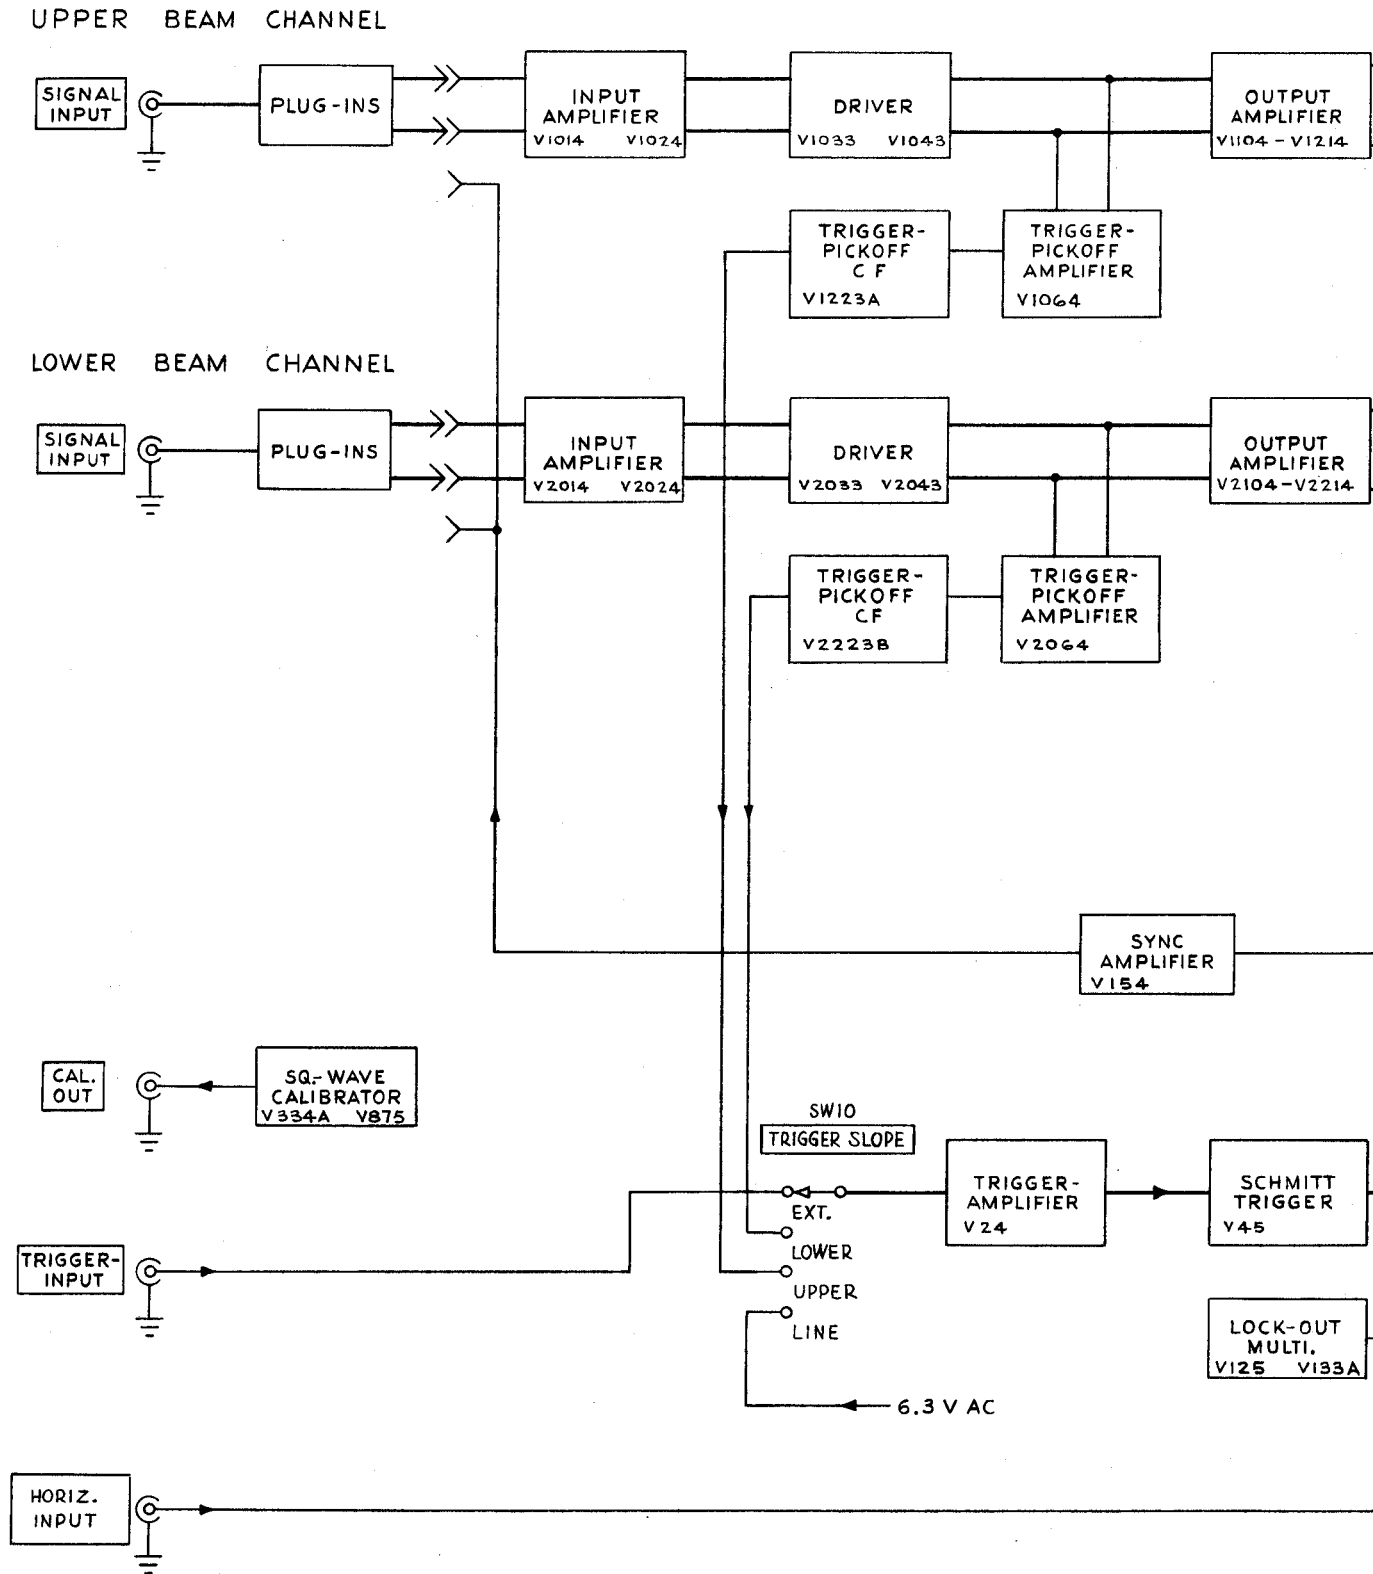 UPPER BEAM CHANNEL
SIGNAL
INPUT
PLUG-INS
INPUT
AMPLIFIER
V1014 V1024
DRIVER
V1033 V1043
OUTPUT
AMPLIFIER
V1104 - V1214
TRIGGER-
PICKOFF
C F
V1223A
TRIGGER-
PICKOFF
AMPLIFIER
V1064
LOWER BEAM CHANNEL
SIGNAL
INPUT
PLUG-INS
INPUT
AMPLIFIER
V2014 V2024
DRIVER
V2033 V2043
OUTPUT
AMPLIFIER
V2104-V2214
TRIGGER-
PICKOFF
CF
V2223B
TRIGGER-
PICKOFF
AMPLIFIER
V2064
SYNC
AMPLIFIER
V154
CAL.
OUT
SQ.-WAVE
CALIBRATOR
V334A V875
SW10
TRIGGER SLOPE
EXT.
LOWER
UPPER
LINE
TRIGGER-
AMPLIFIER
V24
SCHMITT
TRIGGER
V45
TRIGGER-
INPUT
LOCK-OUT
MULTI.
V125 V133A
6.3 V AC
HORIZ.
INPUT